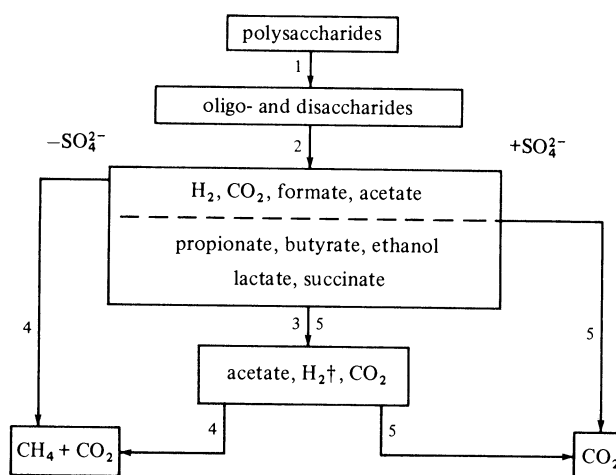 polysaccharides
1
oligo- and disaccharides
−SO₄²⁻
2
+SO₄²⁻
H₂, CO₂, formate, acetate
propionate, butyrate, ethanol
lactate, succinate
4
3 5
5
acetate, H₂†, CO₂
4
5
CH₄ + CO₂
CO₂